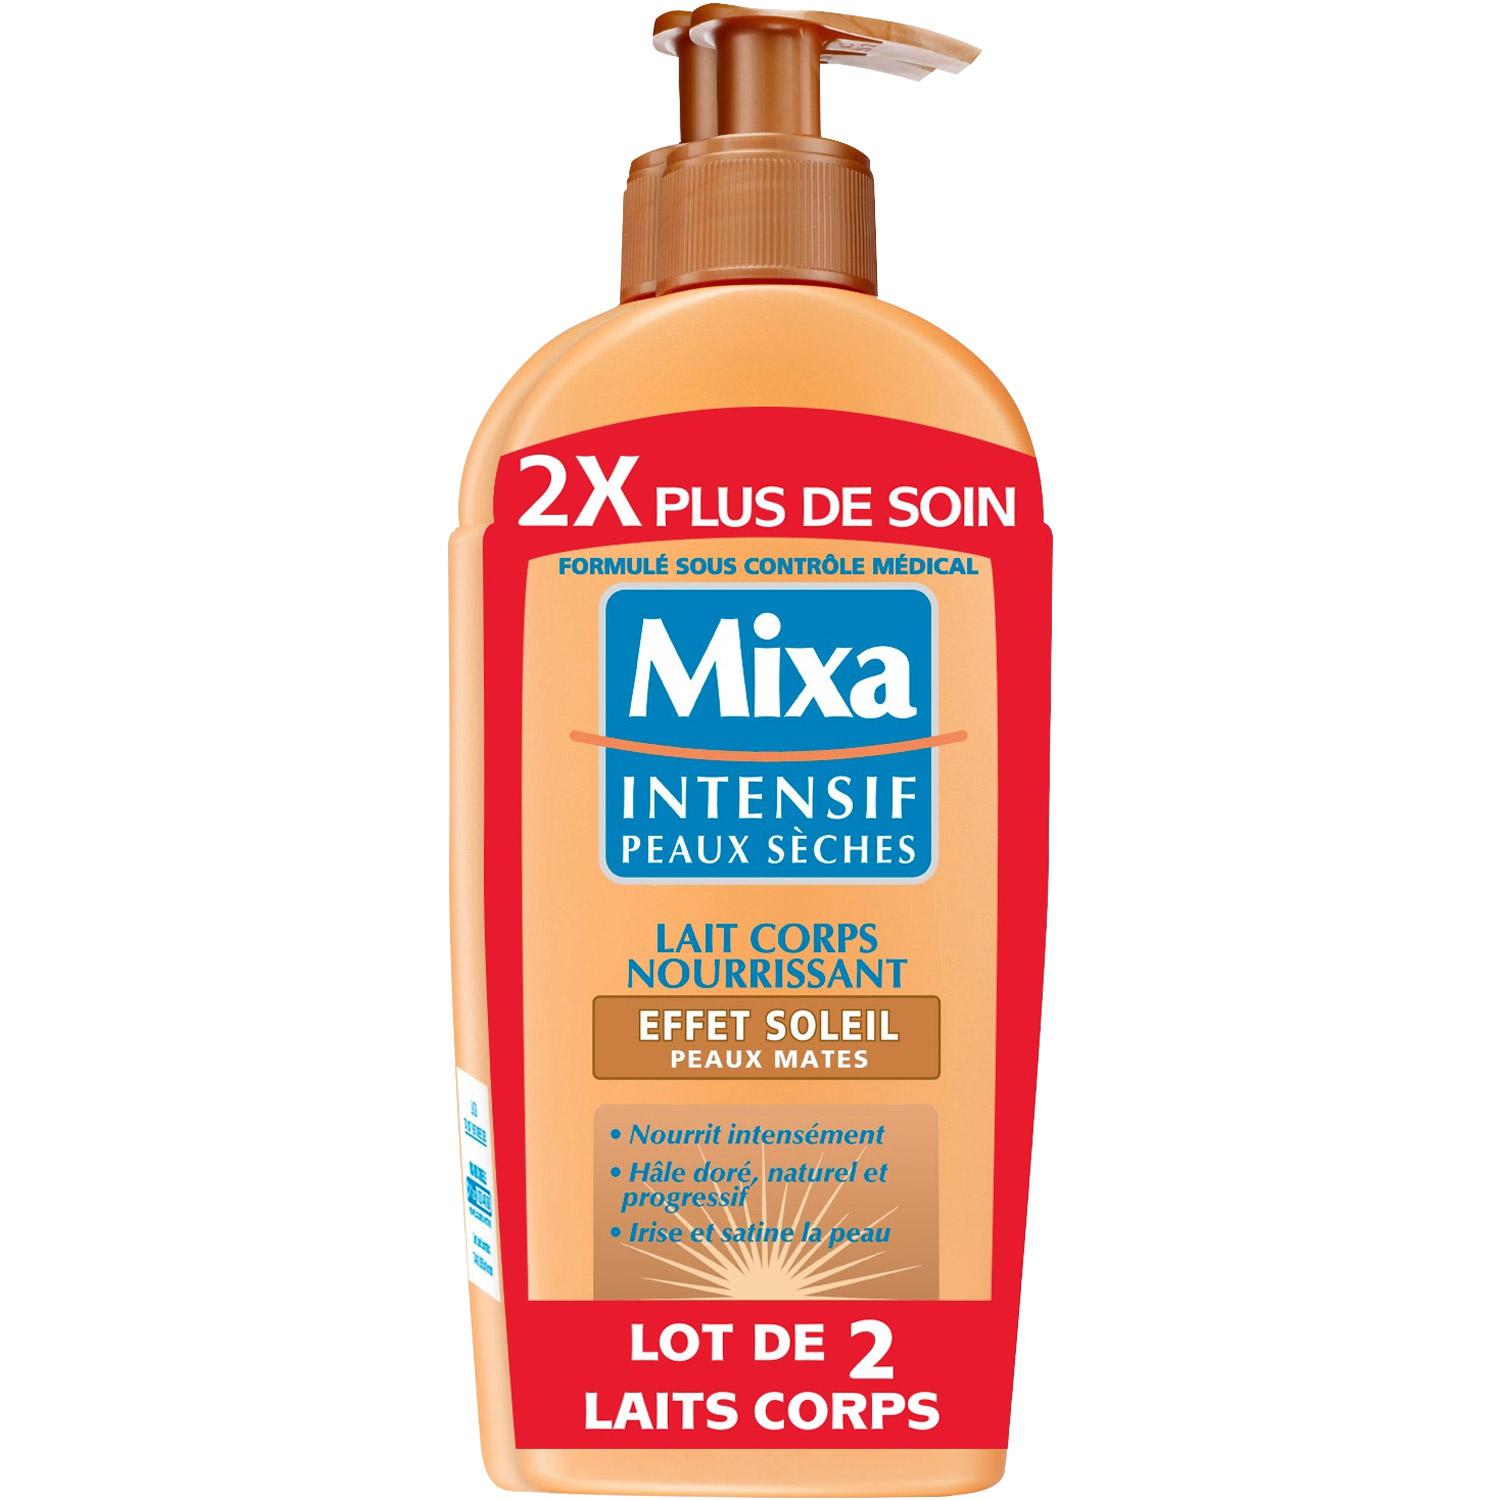 2X PLUS DE SOIN
FORMULÉ SOUS CONTRÔLE MÉDICAL
Mixa
INTENSIF
PEAUX SÈCHES
LAIT CORPS
NOURRISSANT
EFFET SOLEIL
PEAUX MATES
• Nourrit intensément
• Hâle doré, naturel et
progressif
• Irise et satine la peau
LOT DE 2
LAITS CORPS